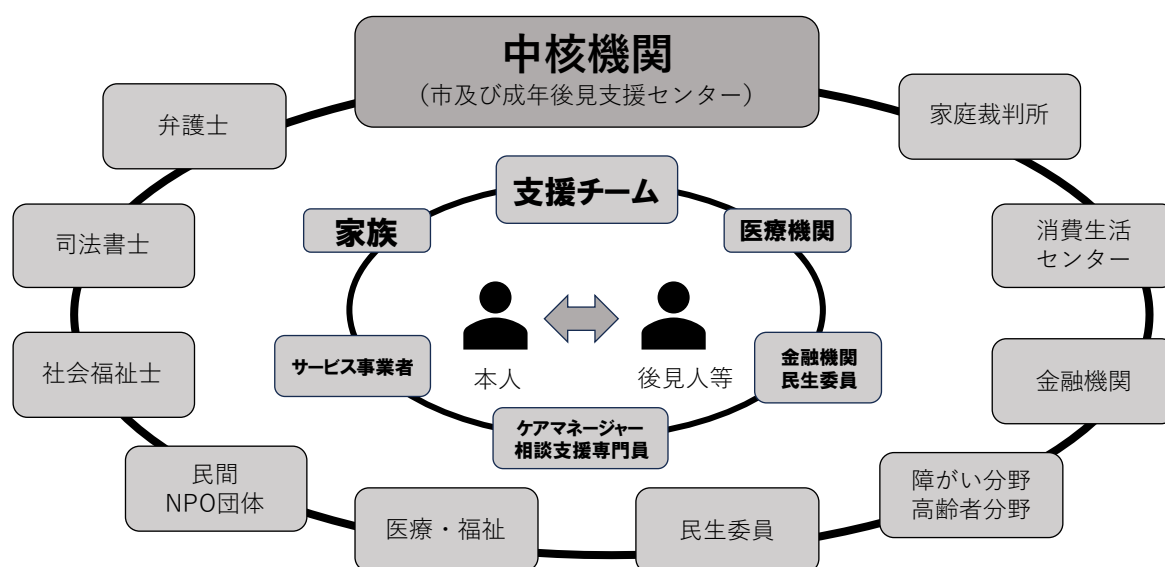 中核機関
（市及び成年後見支援センター）
弁護士
家庭裁判所
司法書士
消費生活
センター
社会福祉士
金融機関
民間
NPO団体
医療・福祉
民生委員
障がい分野
高齢者分野
支援チーム
家族
医療機関
サービス事業者
金融機関
民生委員
ケアマネージャー
相談支援専門員
本人
後見人等